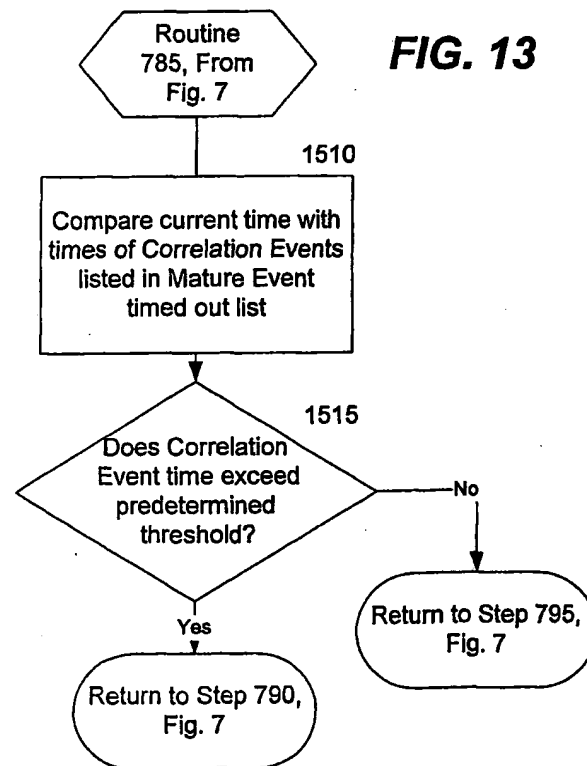 Routine
785, From
Fig. 7
FIG. 13
1510
Compare current time with
times of Correlation Events
listed in Mature Event
timed out list
1515
Does Correlation
Event time exceed
predetermined
threshold?
No
Yes
Return to Step 795,
Fig. 7
Return to Step 790,
Fig. 7